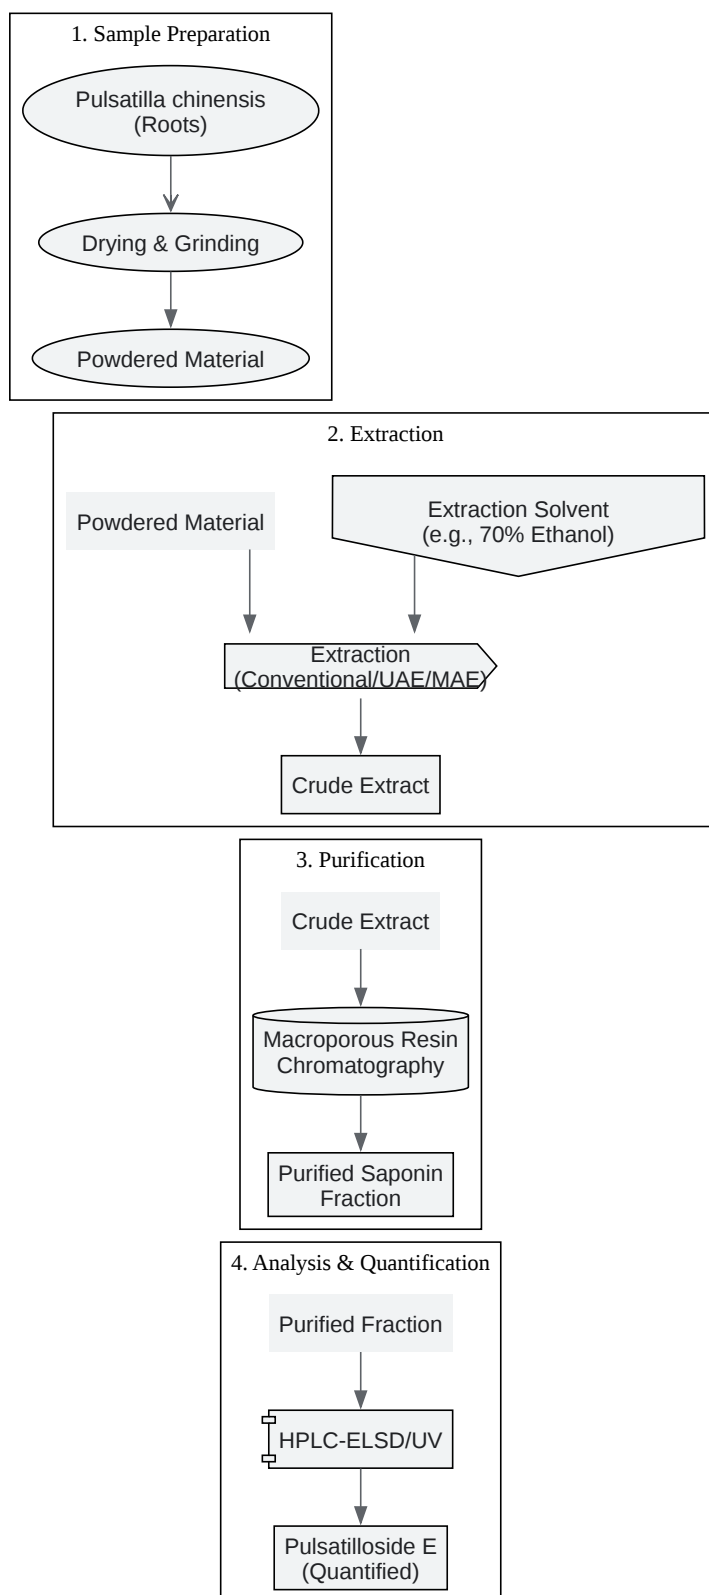 1. Sample Preparation
Pulsatilla chinensis
(Roots)
Drying & Grinding
Powdered Material
2. Extraction
Powdered Material
Extraction Solvent
(e.g., 70% Ethanol)
Extraction
(Conventional/UAE/MAE)
Crude Extract
3. Purification
Crude Extract
Macroporous Resin
Chromatography
Purified Saponin
Fraction
4. Analysis & Quantification
Purified Fraction
HPLC-ELSD/UV
Pulsatilloside E
(Quantified)